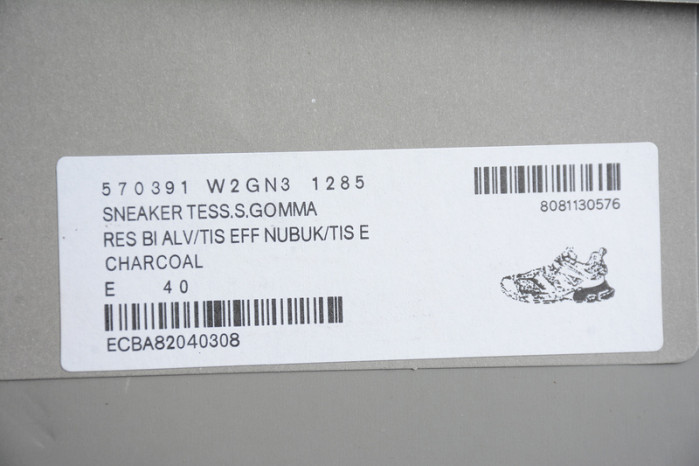 570391 W2GN3 1285
SNEAKER TESS.S.GOMMA
RES BI ALV/TIS EFF NUBUK/TIS E
CHARCOAL
E 40
ECBA82040308
8081130576